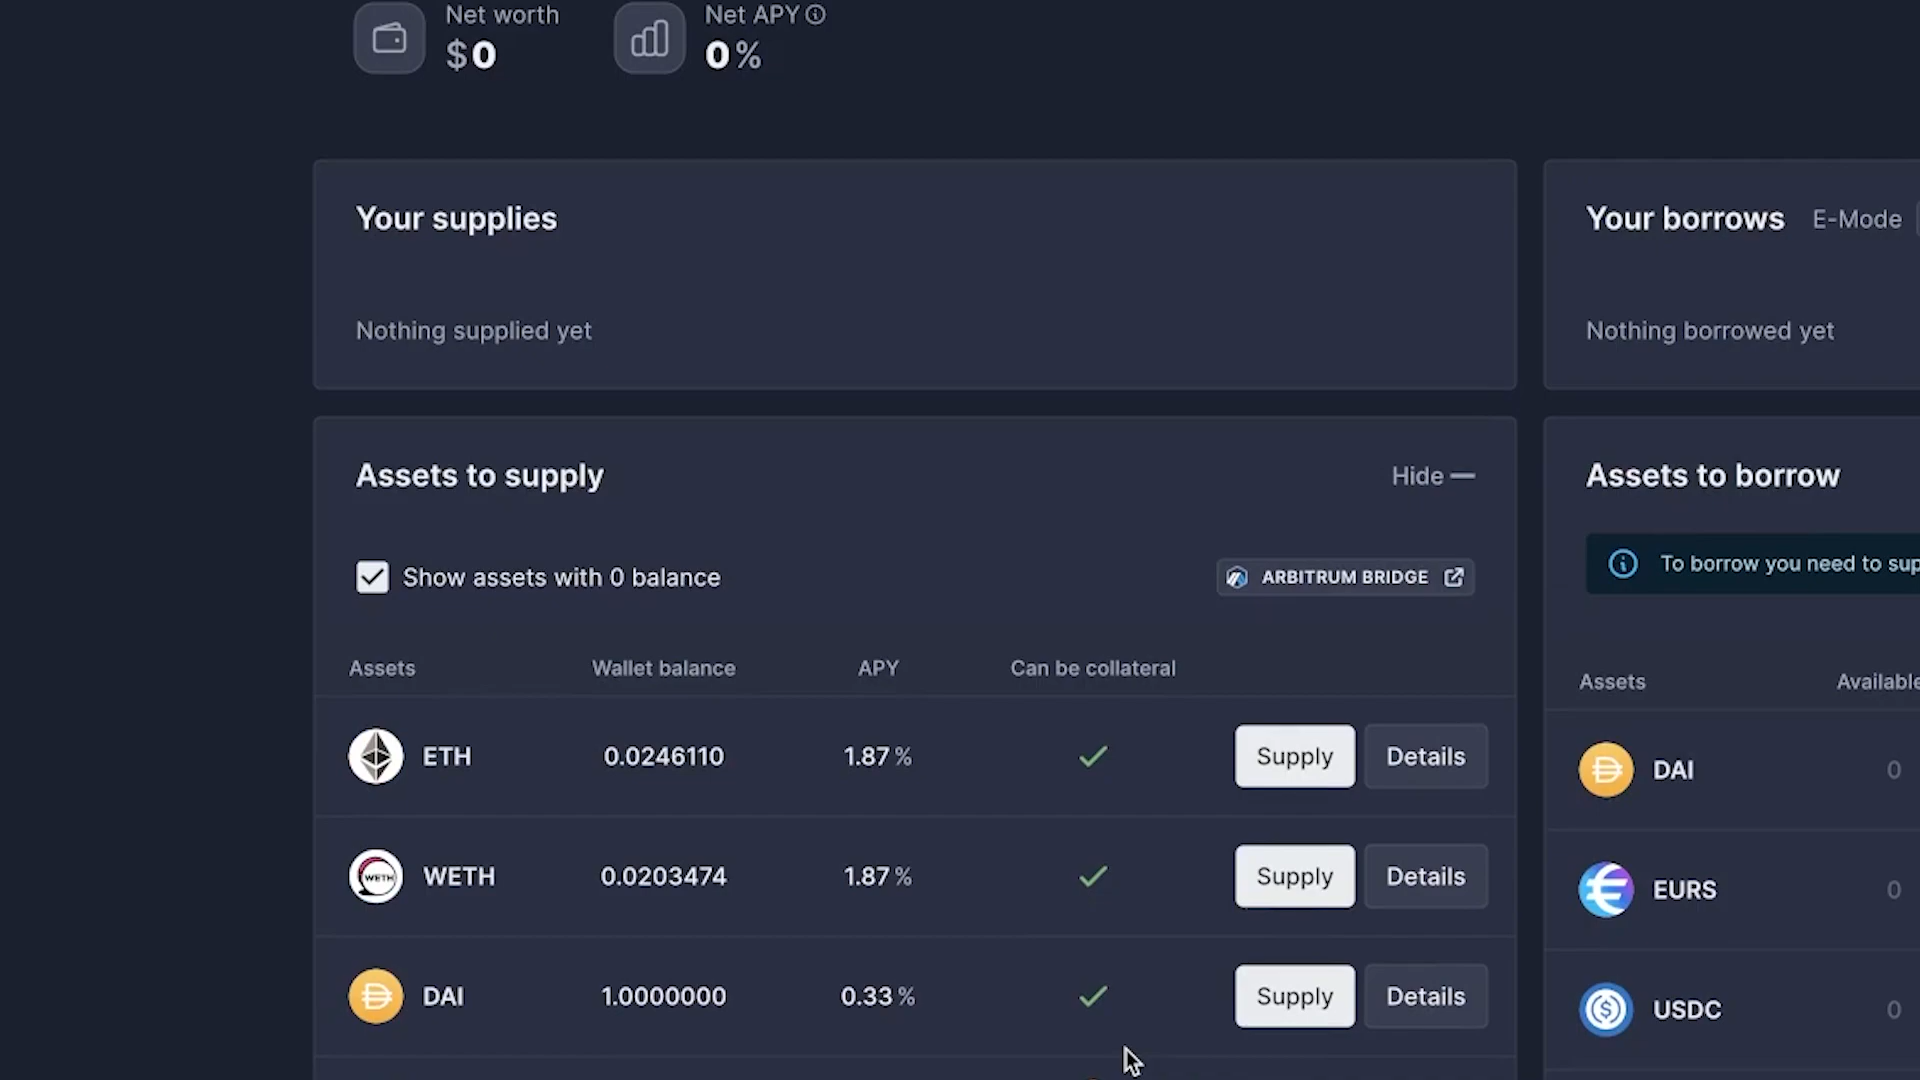 Net worth
$0
Net APY
0%
Your supplies
Nothing supplied yet
Your borrows E-Mode
Nothing borrowed yet
Assets to supply
Hide
Show assets with 0 balance
ARBITRUM BRIDGE
Assets Wallet balance APY Can be collateral
ETH 0.0246110 1.87% Supply Details
WETH WETH 0.0203474 1.87% Supply Details
DAI 1.0000000 0.33% Supply Details
Assets to borrow
To borrow you need to sup
Assets Available
DAI 0
EURS 0
USDC 0